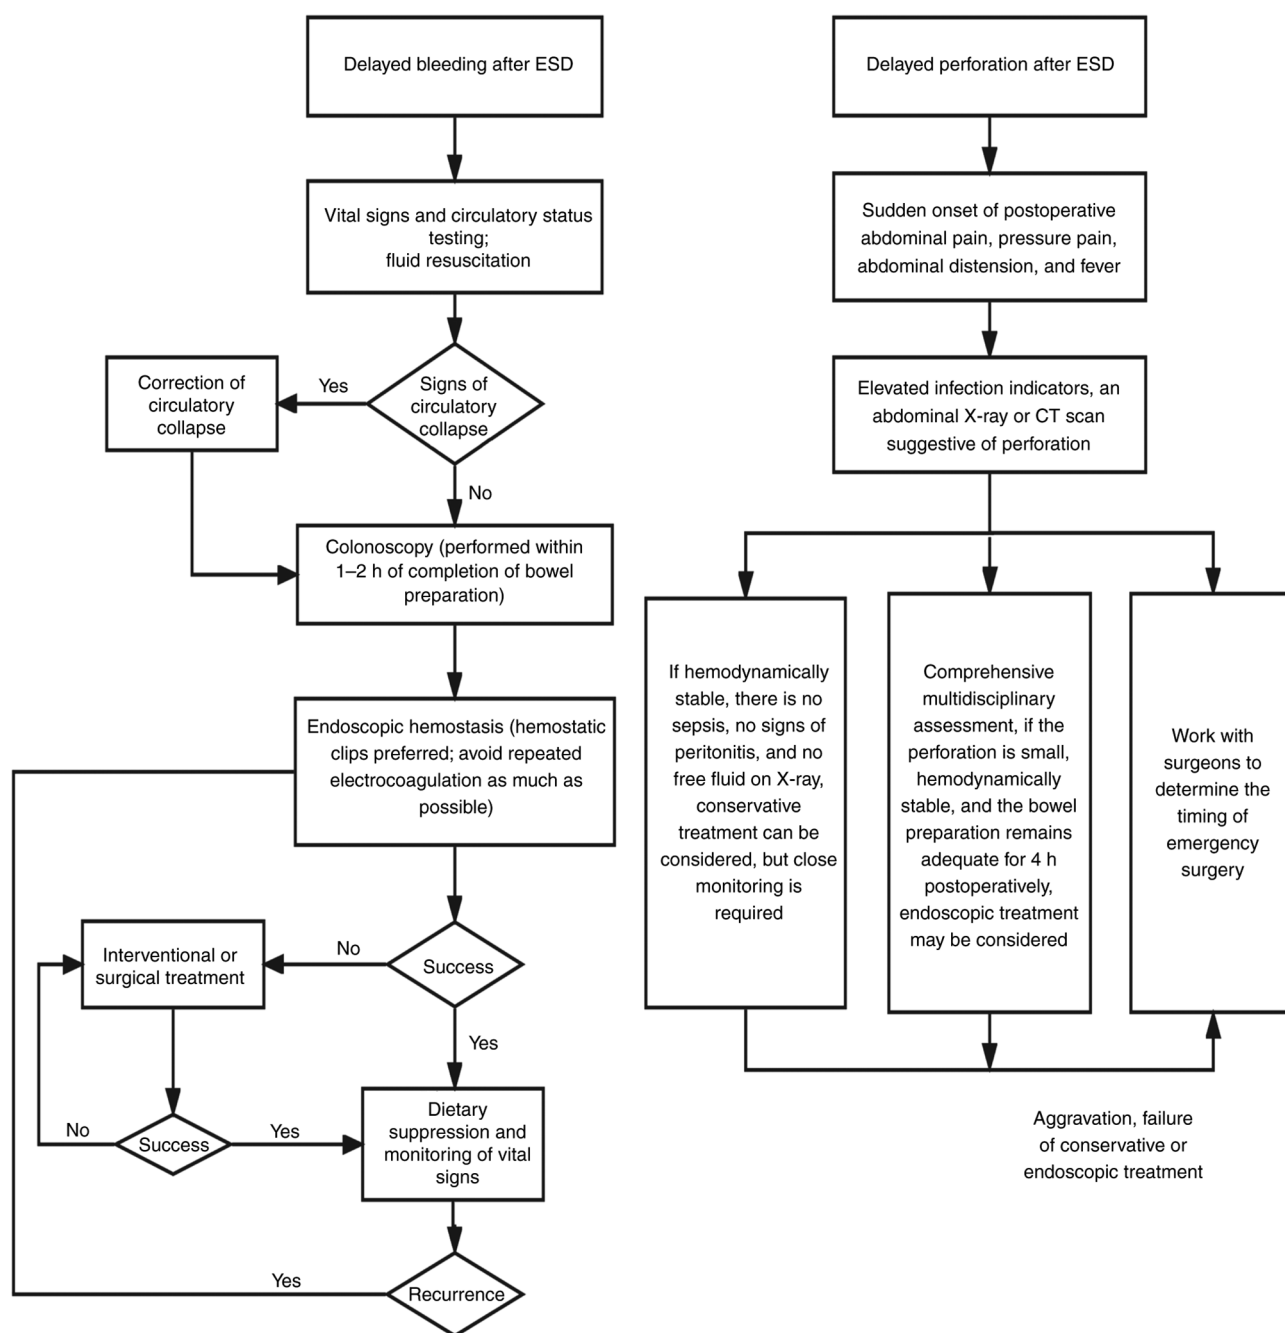 Delayed bleeding after ESD
Vital signs and circulatory status
testing;
fluid resuscitation
Signs of
circulatory
collapse
Yes
Correction of
circulatory
collapse
No
Colonoscopy (performed within
1–2 h of completion of bowel
preparation)
Endoscopic hemostasis (hemostatic
clips preferred; avoid repeated
electrocoagulation as much as
possible)
Success
No
Interventional or
surgical treatment
Yes
Success
No
Yes
Dietary
suppression and
monitoring of vital
signs
Recurrence
Yes
Delayed perforation after ESD
Sudden onset of postoperative
abdominal pain, pressure pain,
abdominal distension, and fever
Elevated infection indicators, an
abdominal X-ray or CT scan
suggestive of perforation
If hemodynamically
stable, there is no
sepsis, no signs of
peritonitis, and no
free fluid on X-ray,
conservative
treatment can be
considered, but close
monitoring is
required
Comprehensive
multidisciplinary
assessment, if the
perforation is small,
hemodynamically
stable, and the bowel
preparation remains
adequate for 4 h
postoperatively,
endoscopic treatment
may be considered
Work with
surgeons to
determine the
timing of
emergency
surgery
Aggravation, failure
of conservative or
endoscopic treatment